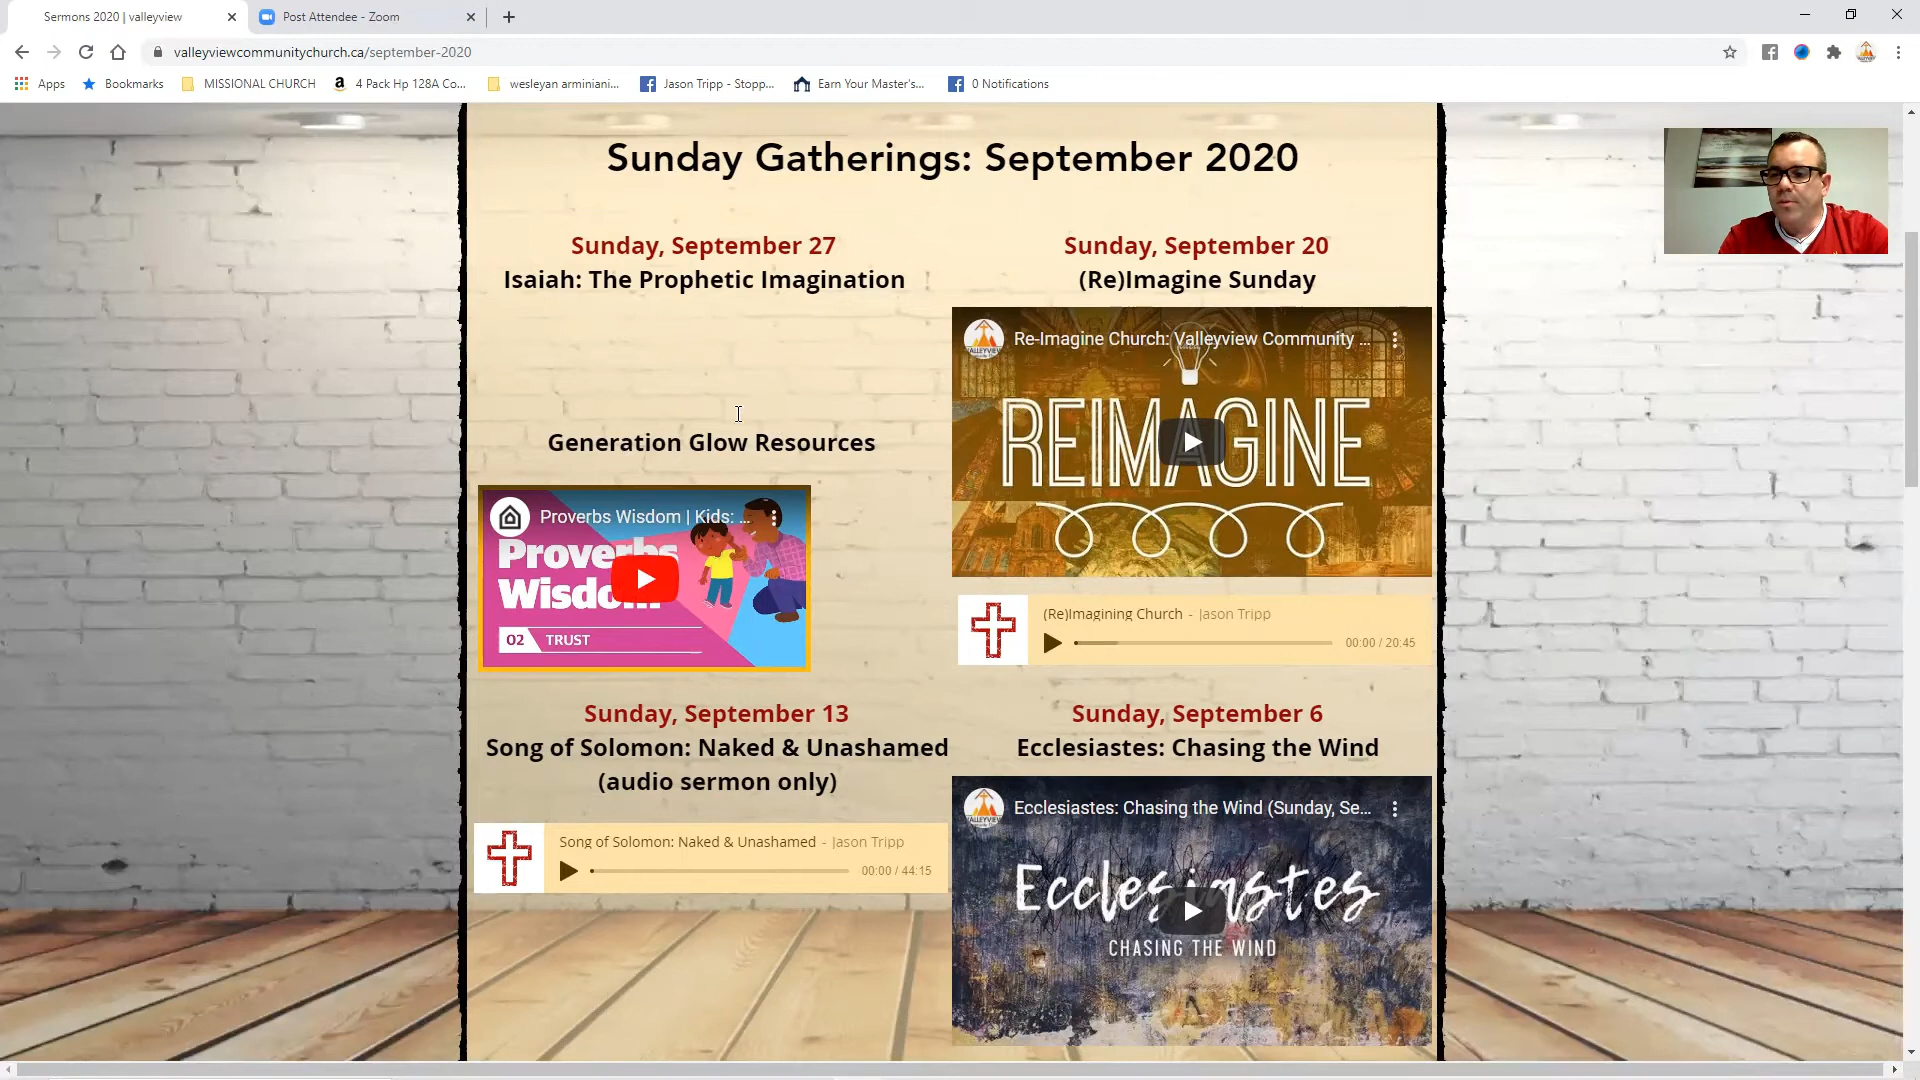 Sermons 2020 | valleyview
Post Attendee - Zoom
valleyviewcommunitychurch.ca/september-2020
Apps
Bookmarks
MISSIONAL CHURCH
4 Pack Hp 128A Co...
wesleyan arminiani...
Jason Tripp - Stopp...
Earn Your Master's...
0 Notifications
Sunday Gatherings: September 2020
Sunday, September 27
Isaiah: The Prophetic Imagination
Generation Glow Resources
Proverbs Wisdom | Kids: ...
Proverbs
Wisdom
02 TRUST
Sunday, September 20
(Re)Imagine Sunday
VALLEYVIEW
Re-Imagine Church: Valleyview Community ...
REIMAGINE
(Re)Imagining Church - Jason Tripp
00:00 / 20:45
Sunday, September 13
Song of Solomon: Naked & Unashamed
(audio sermon only)
Song of Solomon: Naked & Unashamed - Jason Tripp
00:00 / 44:15
Sunday, September 6
Ecclesiastes: Chasing the Wind
VALLEYVIEW
Ecclesiastes: Chasing the Wind (Sunday, Se...
Ecclesiastes
CHASING THE WIND